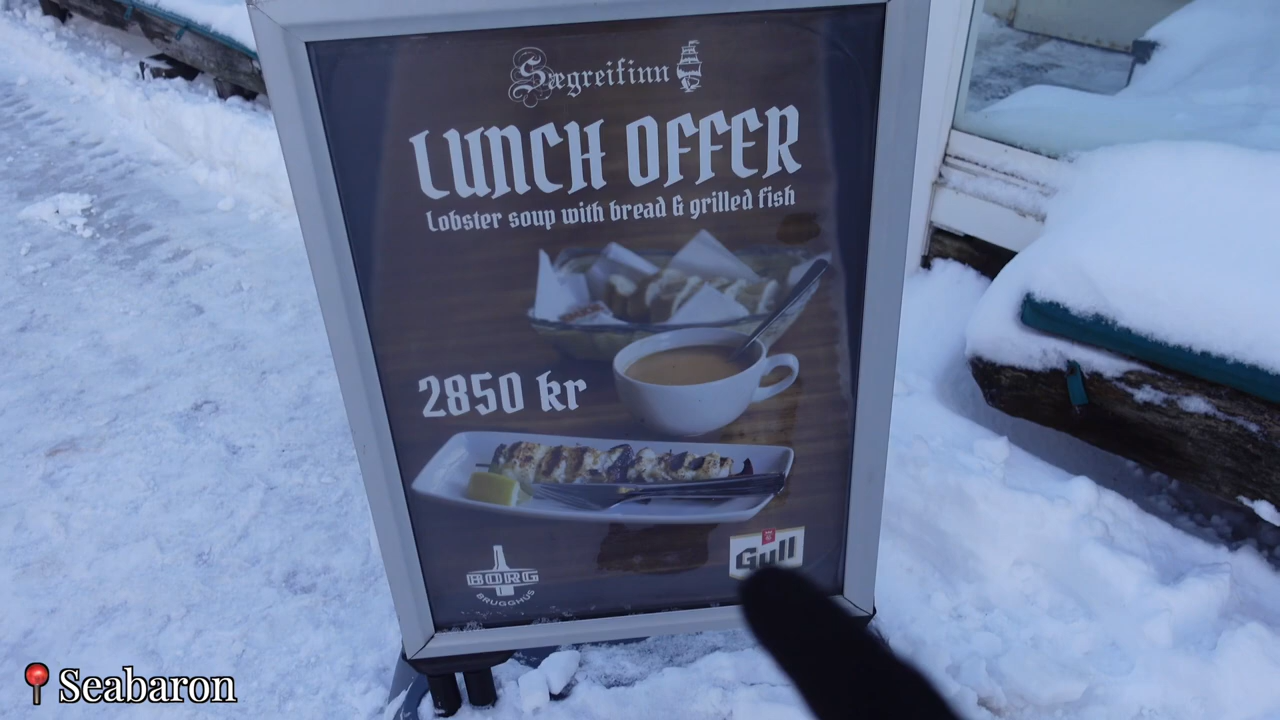 Sægreifinn
LUNCH OFFER
Lobster soup with bread & grilled fish
2850 kr
BORG
BRUGGHÚS
Gull
Seabaron